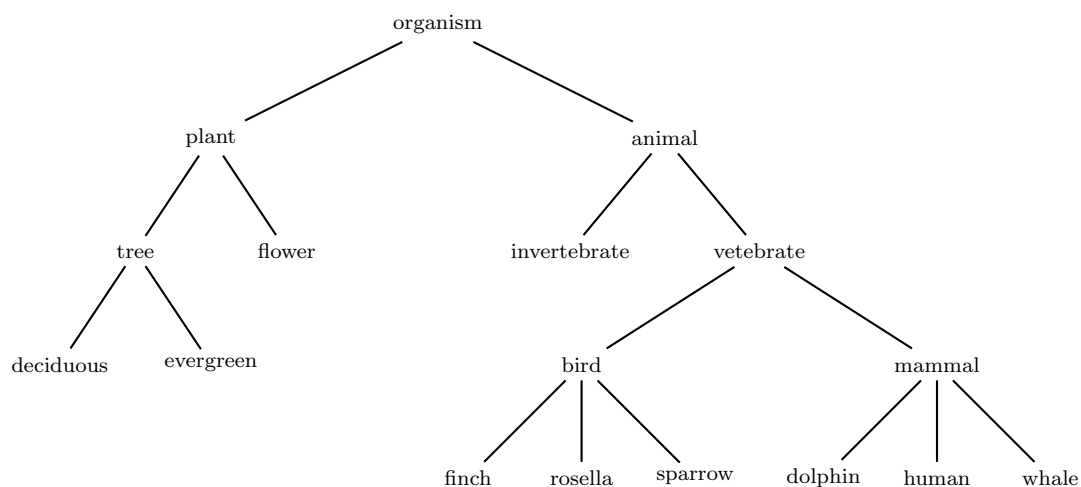 organism
plant
animal
tree
flower
invertebrate
vetebrate
deciduous
evergreen
bird
mammal
finch
rosella
sparrow
dolphin
human
whale